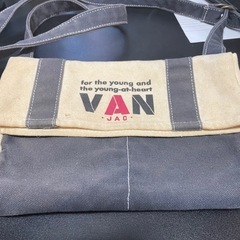 for the young and
the young-at-heart
VAN
"JAC"